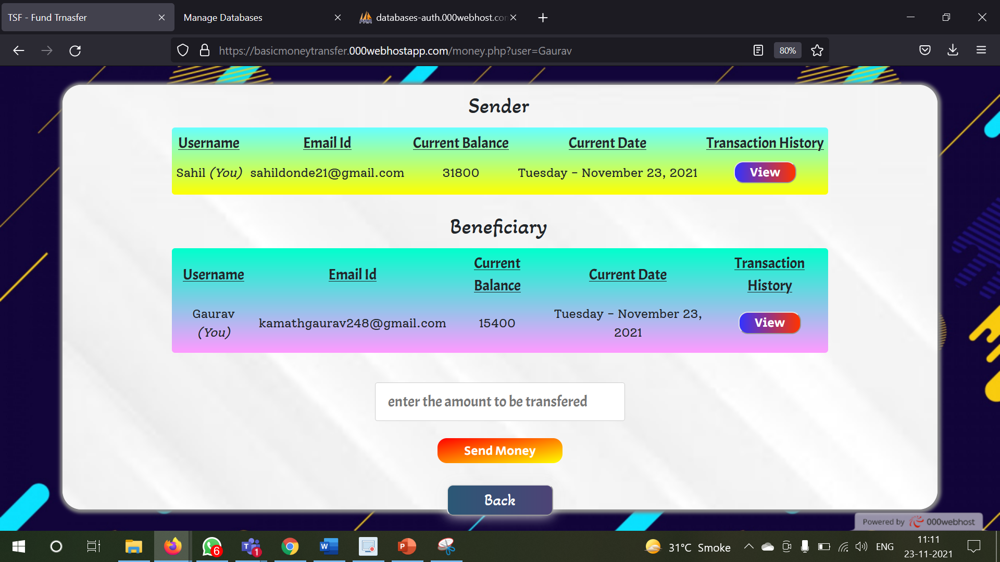 TSF - Fund Trnasfer
Manage Databases
databases-auth.000webhost.con
https://basicmoneytransfer.000webhostapp.com/money.php?user=Gaurav
80%
Sender
Username Email Id Current Balance Current Date Transaction History
Sahil (You) sahildonde21@gmail.com 31800 Tuesday - November 23, 2021 View
Beneficiary
Username Email Id Current Balance Current Date Transaction History
Gaurav (You) kamathgaurav248@gmail.com 15400 Tuesday - November 23, 2021 View
enter the amount to be transfered
Send Money
Back
Powered by 000webhost
6
1
31°C Smoke
ENG
11:11
23-11-2021